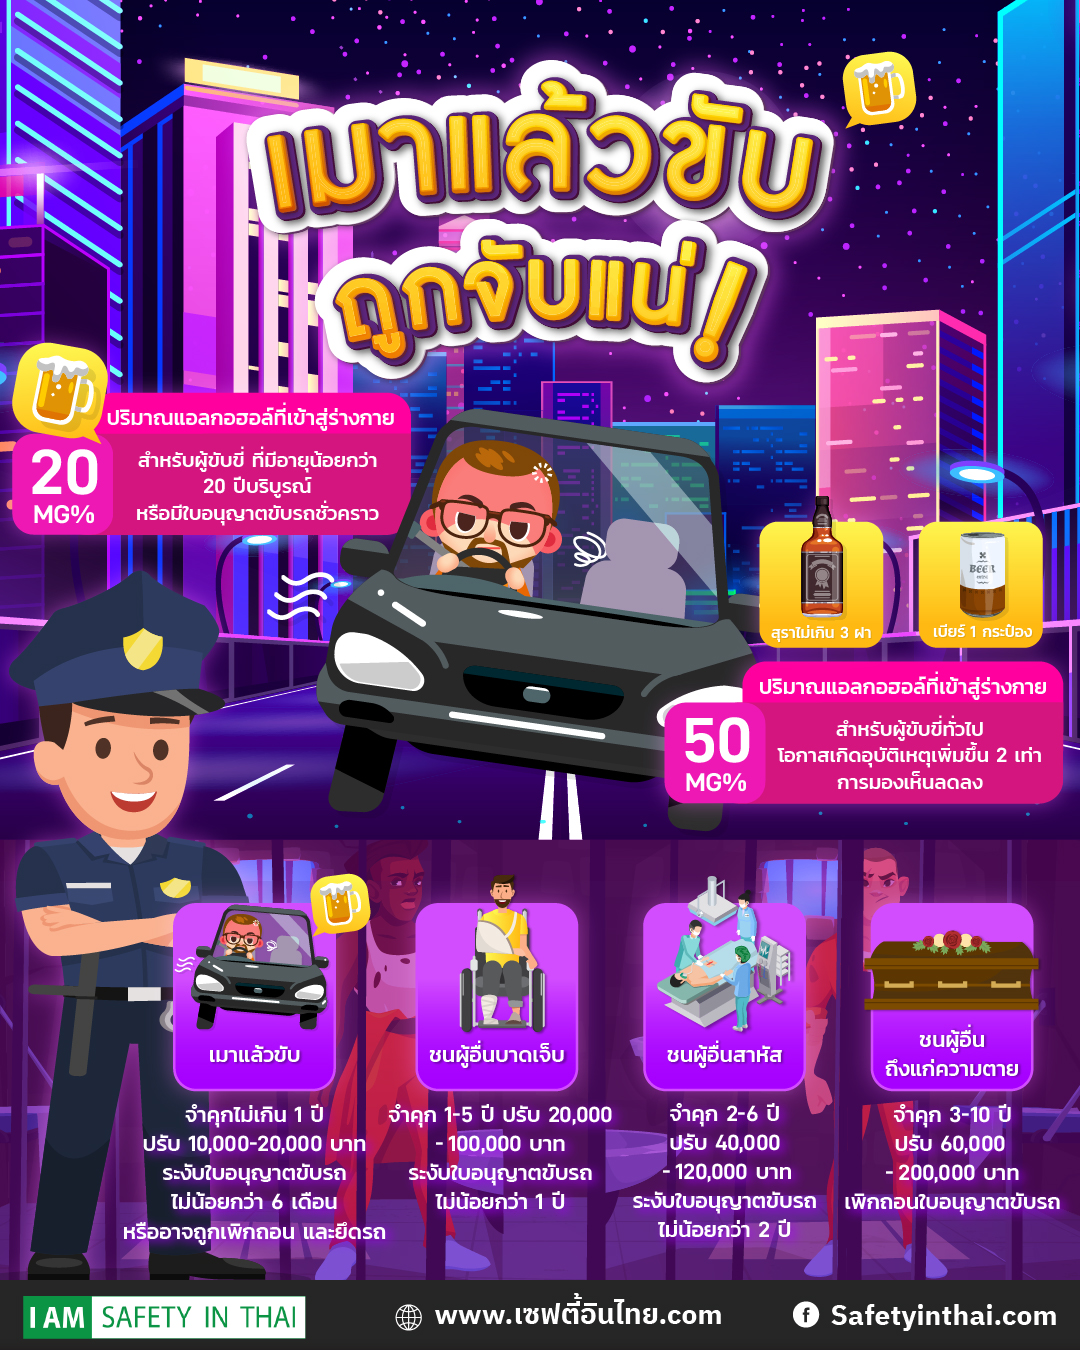 เมาแล้วขับ
ถูกจับแน่!
ปริมาณแอลกอฮอล์ที่เข้าสู่ร่างกาย
20
MG%
สำหรับผู้ขับขี่ ที่มีอายุน้อยกว่า
20 ปีบริบูรณ์
หรือมีใบอนุญาตขับรถชั่วคราว
BEER
สุราไม่เกิน 3 ฝา
เบียร์ 1 กระป๋อง
ปริมาณแอลกอฮอล์ที่เข้าสู่ร่างกาย
50
MG%
สำหรับผู้ขับขี่ทั่วไป
โอกาสเกิดอุบัติเหตุเพิ่มขึ้น 2 เท่า
การมองเห็นลดลง
เมาแล้วขับ
จำคุกไม่เกิน 1 ปี
ปรับ 10,000-20,000 บาท
ระงับใบอนุญาตขับรถ
ไม่น้อยกว่า 6 เดือน
หรืออาจถูกเพิกถอน และยึดรถ
ชนผู้อื่นบาดเจ็บ
จำคุก 1-5 ปี ปรับ 20,000
- 100,000 บาท
ระงับใบอนุญาตขับรถ
ไม่น้อยกว่า 1 ปี
ชนผู้อื่นสาหัส
จำคุก 2-6 ปี
ปรับ 40,000
- 120,000 บาท
ระงับใบอนุญาตขับรถ
ไม่น้อยกว่า 2 ปี
ชนผู้อื่น
ถึงแก่ความตาย
จำคุก 3-10 ปี
ปรับ 60,000
- 200,000 บาท
เพิกถอนใบอนุญาตขับรถ
I AM SAFETY IN THAI
www.เซฟตี้อินไทย.com
Safetyinthai.com